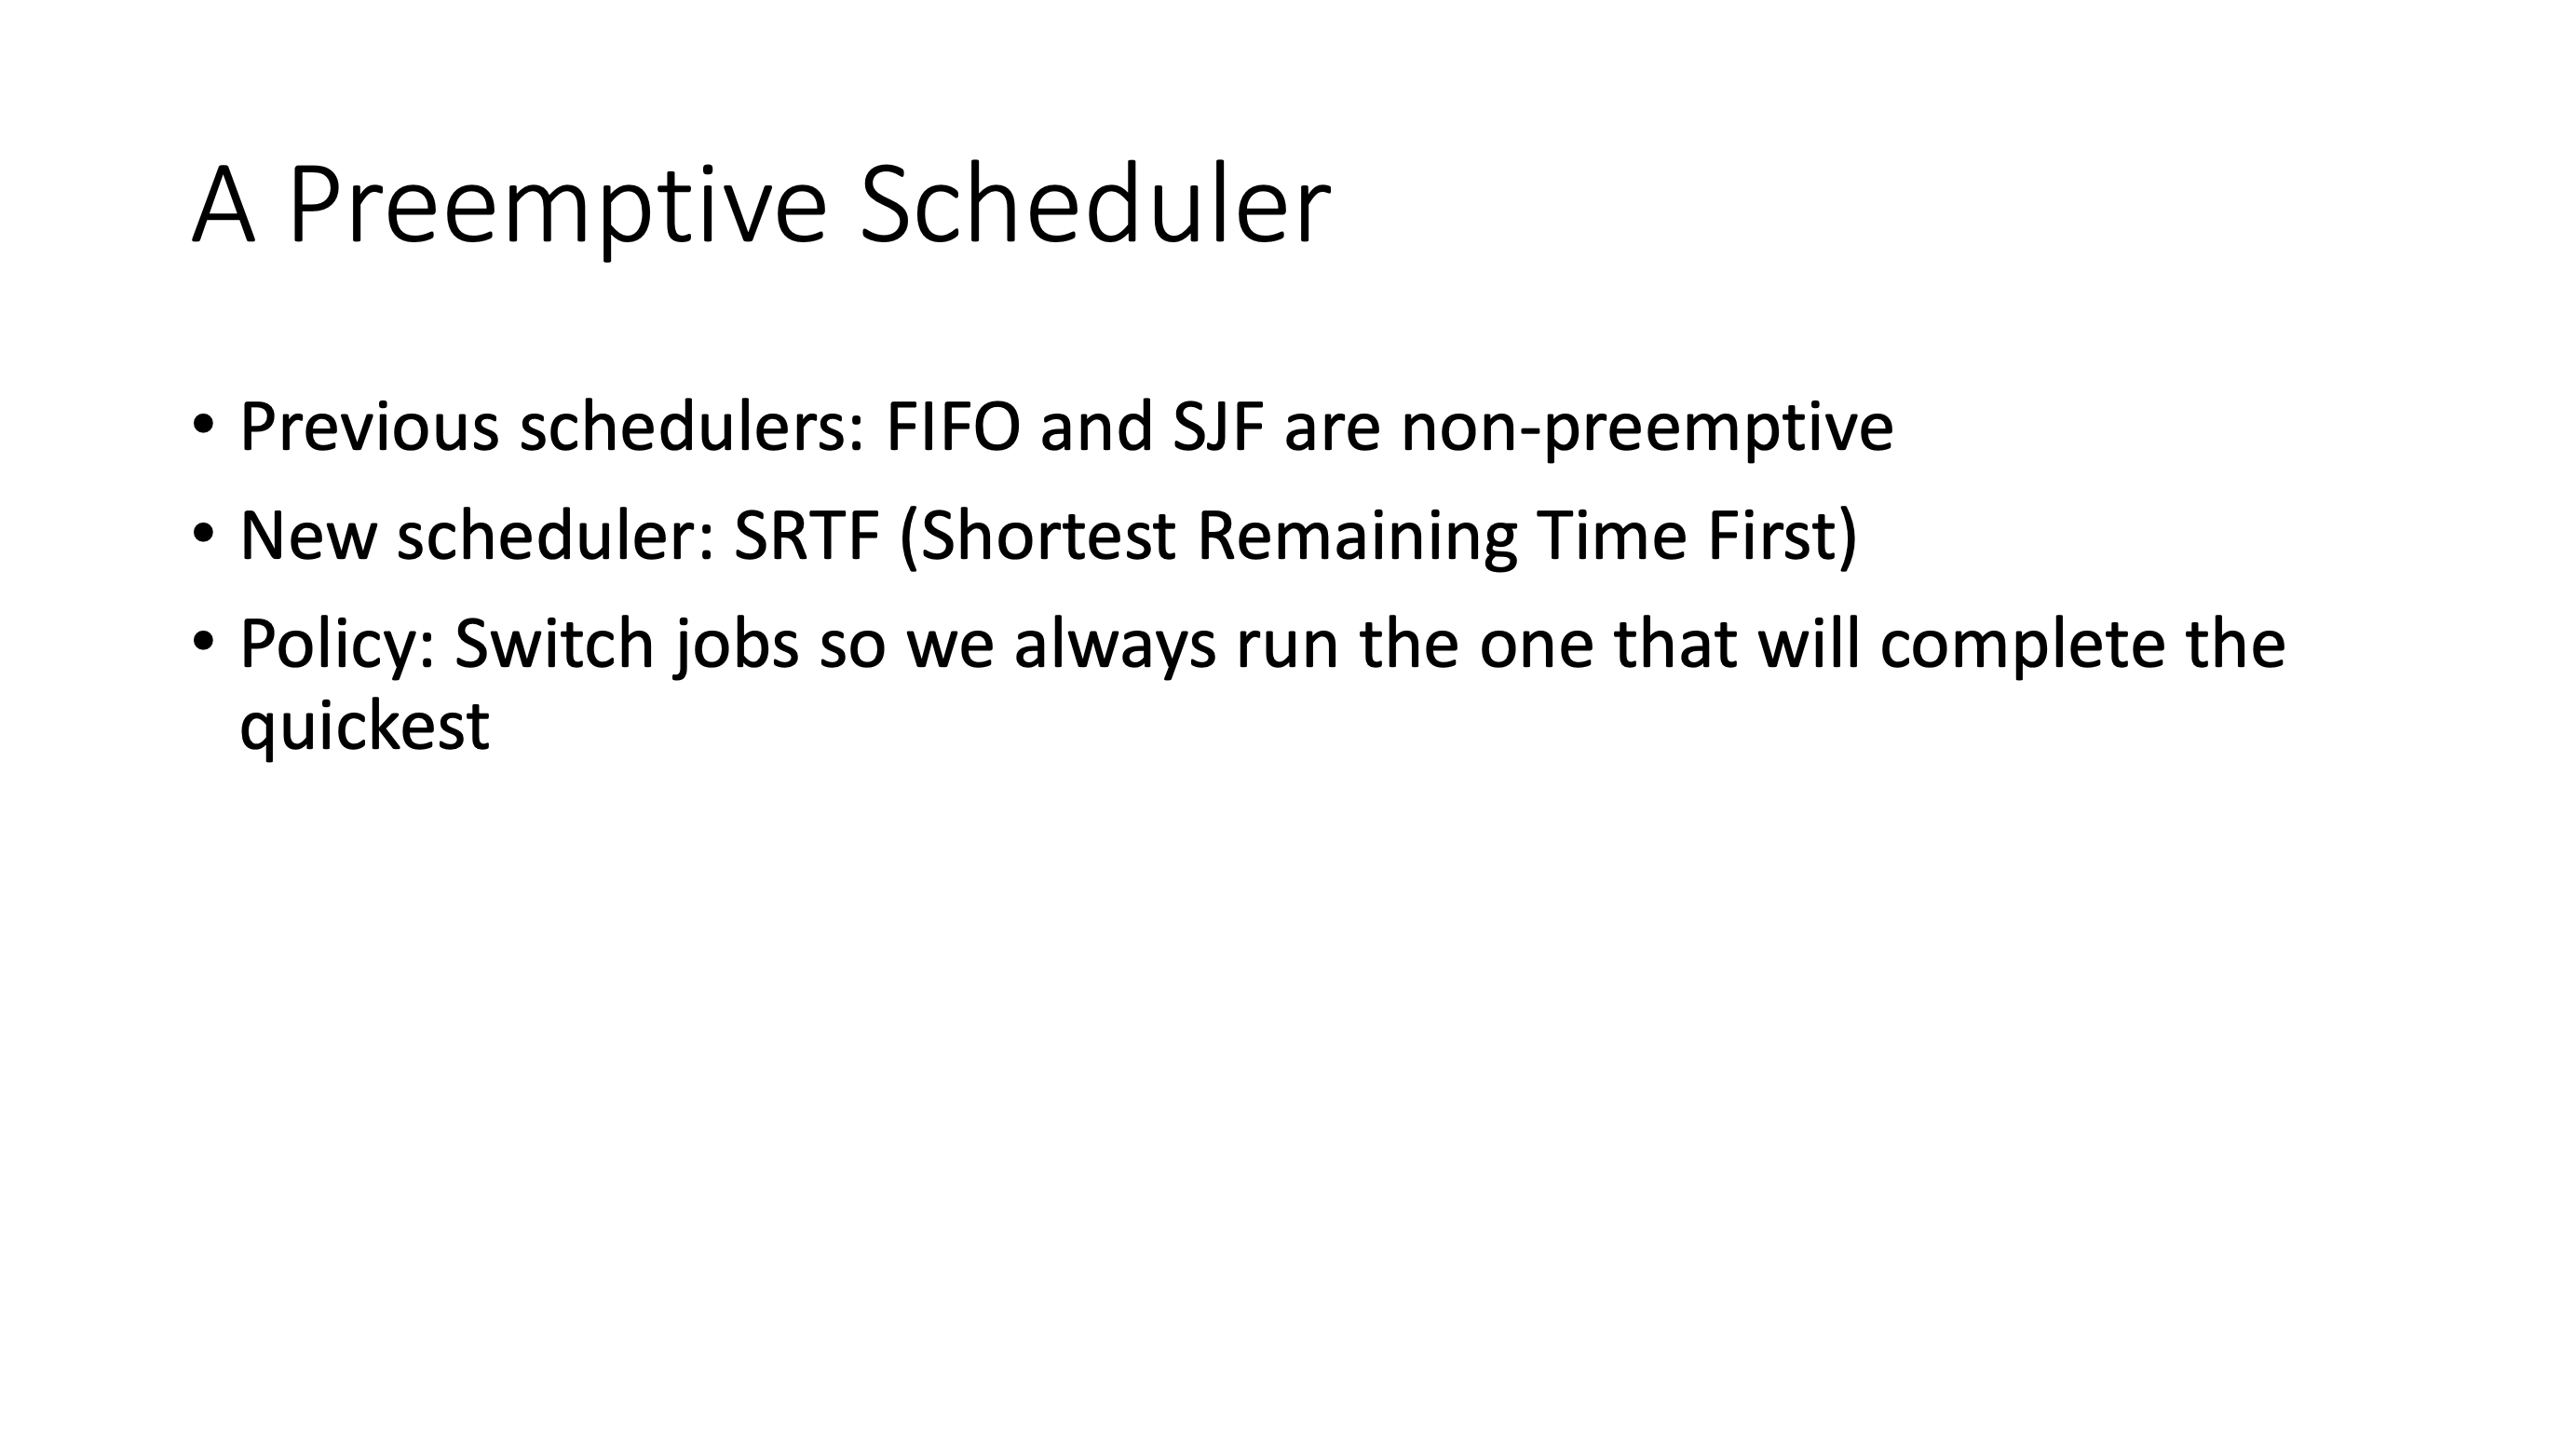 A Preemptive Scheduler
• Previous schedulers: FIFO and SJF are non-preemptive
• New scheduler: SRTF (Shortest Remaining Time First)
• Policy: Switch jobs so we always run the one that will complete the
quickest